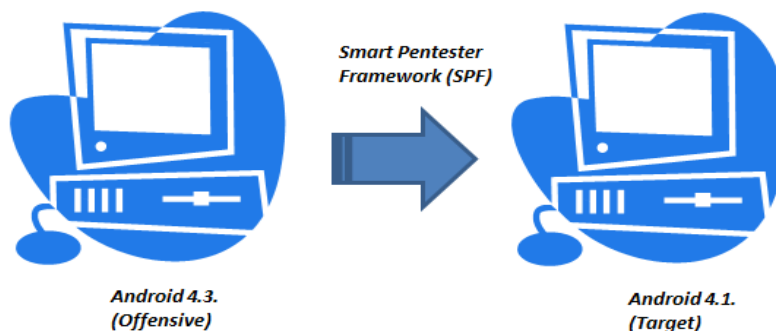 Smart Pentester
Framework (SPF)
Android 4.3.
(Offensive)
Android 4.1.
(Target)